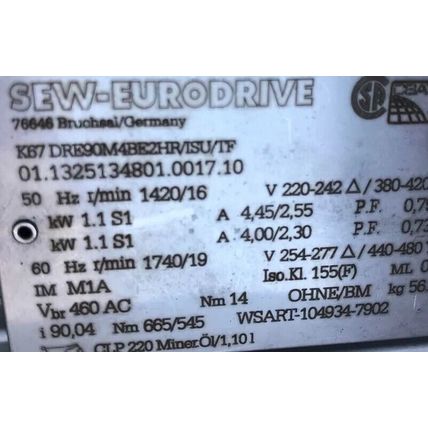 SEW-EURODRIVE
76646 Bruchsal/Germany
K67 DRE90M4BE2HR/ISU/TF
01.1325134801.0017.10
50 Hz r/min 1420/16 V 220-242 Δ/380-420
kW 1.1 S1 A 4,45/2,55 P.F. 0,78
kW 1.1 S1 A 4,00/2,30 P.F. 0,73
60 Hz r/min 1740/19 V 254-277 Δ/440-480
IM M1A Iso.Kl. 155(F) ML
Vbr 460 AC Nm 14 OHNE/BM kg 56
i 90,04 Nm 665/545 WSART-104934-7902
CLP 220 Miner.Öl/1,10 l